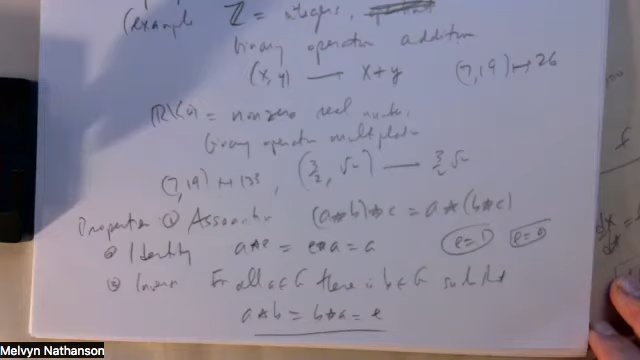 (example ℤ = integers,
binary operation addition
(x,y) → x+y (7,19) ↦ 26
ℝ\{0} = nonzero real numbers
binary operation multiplication
(7,19) ↦ 133, (3/2, √2) → 3/2 √2
Properties ① Associativ (a*b)*c = a*(b*c)
② Identity a*e = e*a = a e=1 e=0
③ Inverse For all a∈G there is b∈G such that
a*b = b*a = e
dx
Melvyn Nathanson